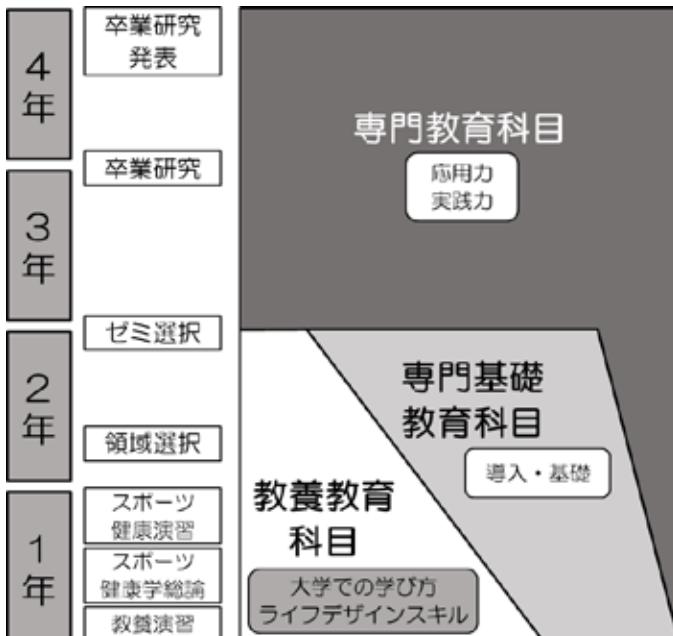 4
年
卒業研究
発表
卒業研究
専門教育科目
応用力
実践力
3
年
ゼミ選択
2
年
領域選択
専門基礎
教育科目
導入・基礎
1
年
スポーツ
健康演習
スポーツ
健康学総論
教養演習
教養教育
科目
大学での学び方
ライフデザインスキル